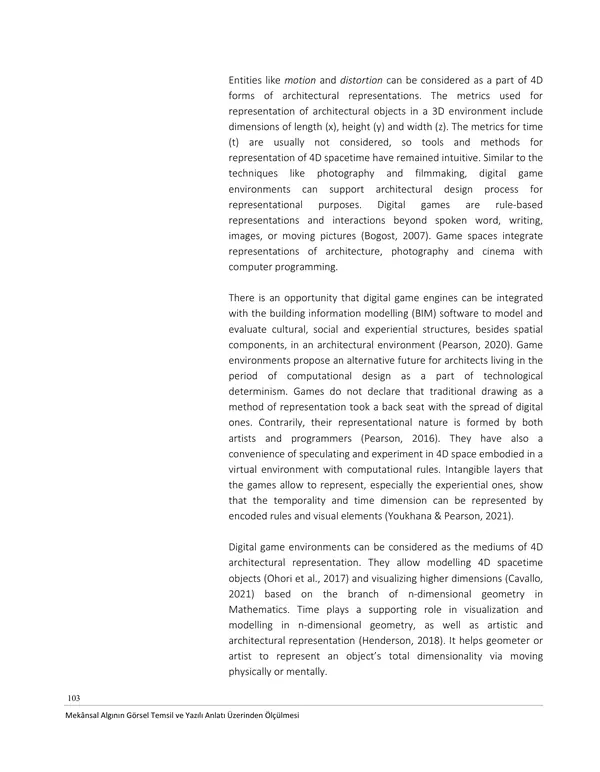 Entities like motion and distortion can be considered as a part of 4D
forms of architectural representations. The metrics used for
representation of architectural objects in a 3D environment include
dimensions of length (x), height (y) and width (z). The metrics for time
(t) are usually not considered, so tools and methods for
representation of 4D spacetime have remained intuitive. Similar to the
techniques like photography and filmmaking, digital game
environments can support architectural design process for
representational purposes. Digital games are rule-based
representations and interactions beyond spoken word, writing,
images, or moving pictures (Bogost, 2007). Game spaces integrate
representations of architecture, photography and cinema with
computer programming.
There is an opportunity that digital game engines can be integrated
with the building information modelling (BIM) software to model and
evaluate cultural, social and experiential structures, besides spatial
components, in an architectural environment (Pearson, 2020). Game
environments propose an alternative future for architects living in the
period of computational design as a part of technological
determinism. Games do not declare that traditional drawing as a
method of representation took a back seat with the spread of digital
ones. Contrarily, their representational nature is formed by both
artists and programmers (Pearson, 2016). They have also a
convenience of speculating and experiment in 4D space embodied in a
virtual environment with computational rules. Intangible layers that
the games allow to represent, especially the experiential ones, show
that the temporality and time dimension can be represented by
encoded rules and visual elements (Youkhana & Pearson, 2021).
Digital game environments can be considered as the mediums of 4D
architectural representation. They allow modelling 4D spacetime
objects (Ohori et al., 2017) and visualizing higher dimensions (Cavallo,
2021) based on the branch of n-dimensional geometry in
Mathematics. Time plays a supporting role in visualization and
modelling in n-dimensional geometry, as well as artistic and
architectural representation (Henderson, 2018). It helps geometer or
artist to represent an object's total dimensionality via moving
physically or mentally.
103
Mekânsal Algının Görsel Temsil ve Yazılı Anlatı Üzerinden Ölçülmesi